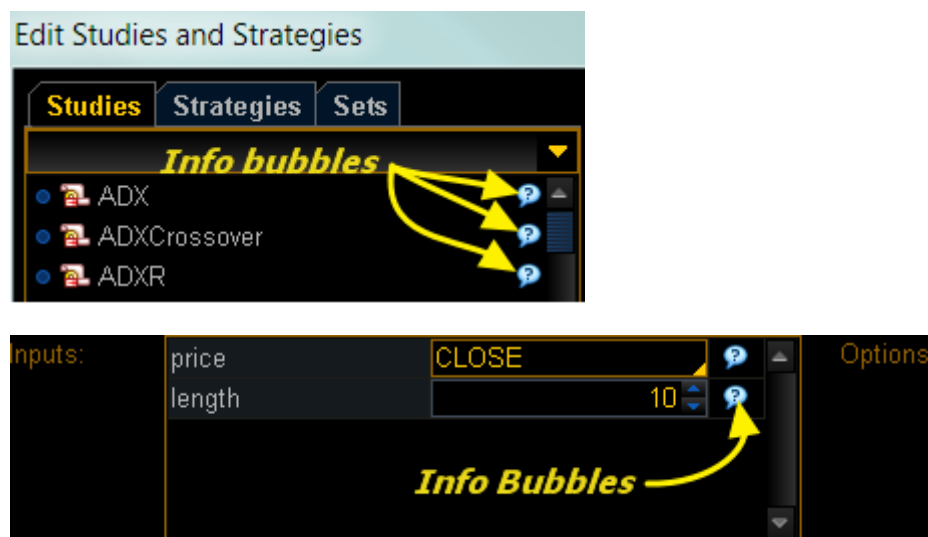 Edit Studies and Strategies
Studies Strategies Sets
Info bubbles
ADX
ADXCrossover
ADXR
Inputs: price CLOSE Options
length 10
Info Bubbles